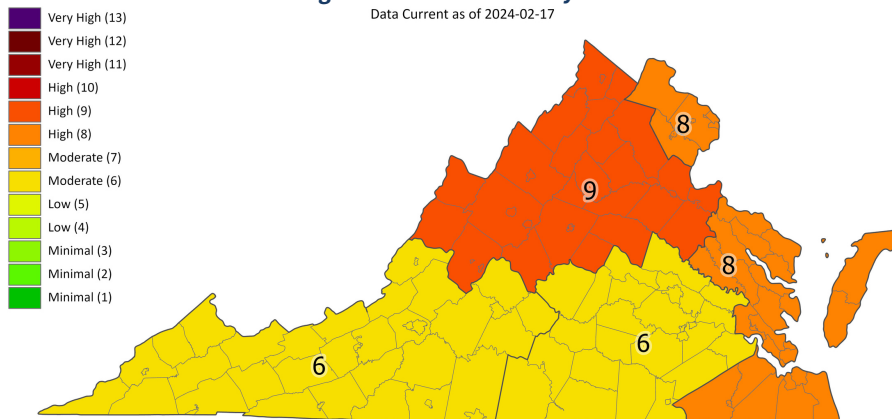 Data Current as of 2024-02-17
Very High (13)
Very High (12)
Very High (11)
High (10)
High (9)
High (8)
Moderate (7)
Moderate (6)
Low (5)
Low (4)
Minimal (3)
Minimal (2)
Minimal (1)
8
9
8
6
6